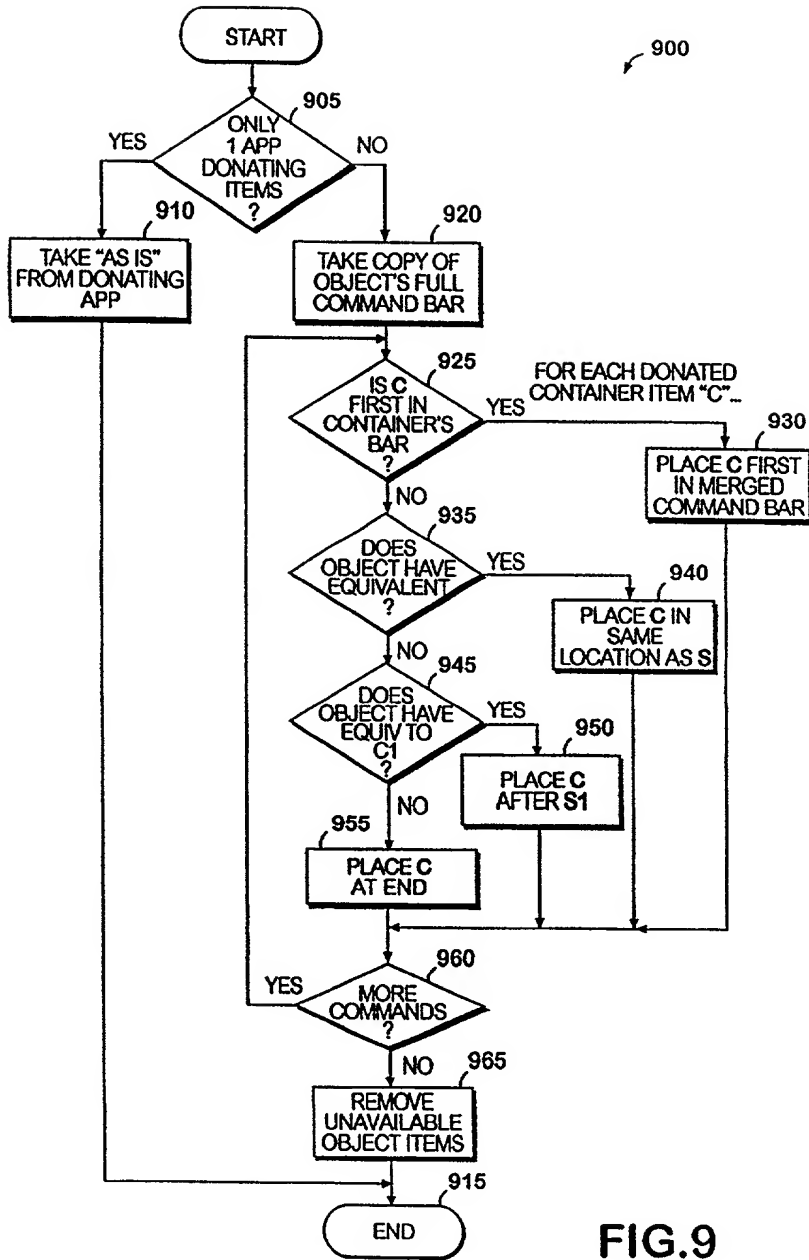 START
900
905
ONLY
1 APP
DONATING
ITEMS
?
YES
NO
910
TAKE "AS IS"
FROM DONATING
APP
920
TAKE COPY OF
OBJECT'S FULL
COMMAND BAR
925
IS C
FIRST IN
CONTAINER'S
BAR
?
YES
NO
FOR EACH DONATED
CONTAINER ITEM "C"...
930
PLACE C FIRST
IN MERGED
COMMAND BAR
935
DOES
OBJECT HAVE
EQUIVALENT
?
YES
NO
940
PLACE C IN
SAME
LOCATION AS S
945
DOES
OBJECT HAVE
EQUIV TO
C1
?
YES
NO
950
PLACE C
AFTER S1
955
PLACE C
AT END
960
MORE
COMMANDS
?
YES
NO
965
REMOVE
UNAVAILABLE
OBJECT ITEMS
915
END
FIG.9